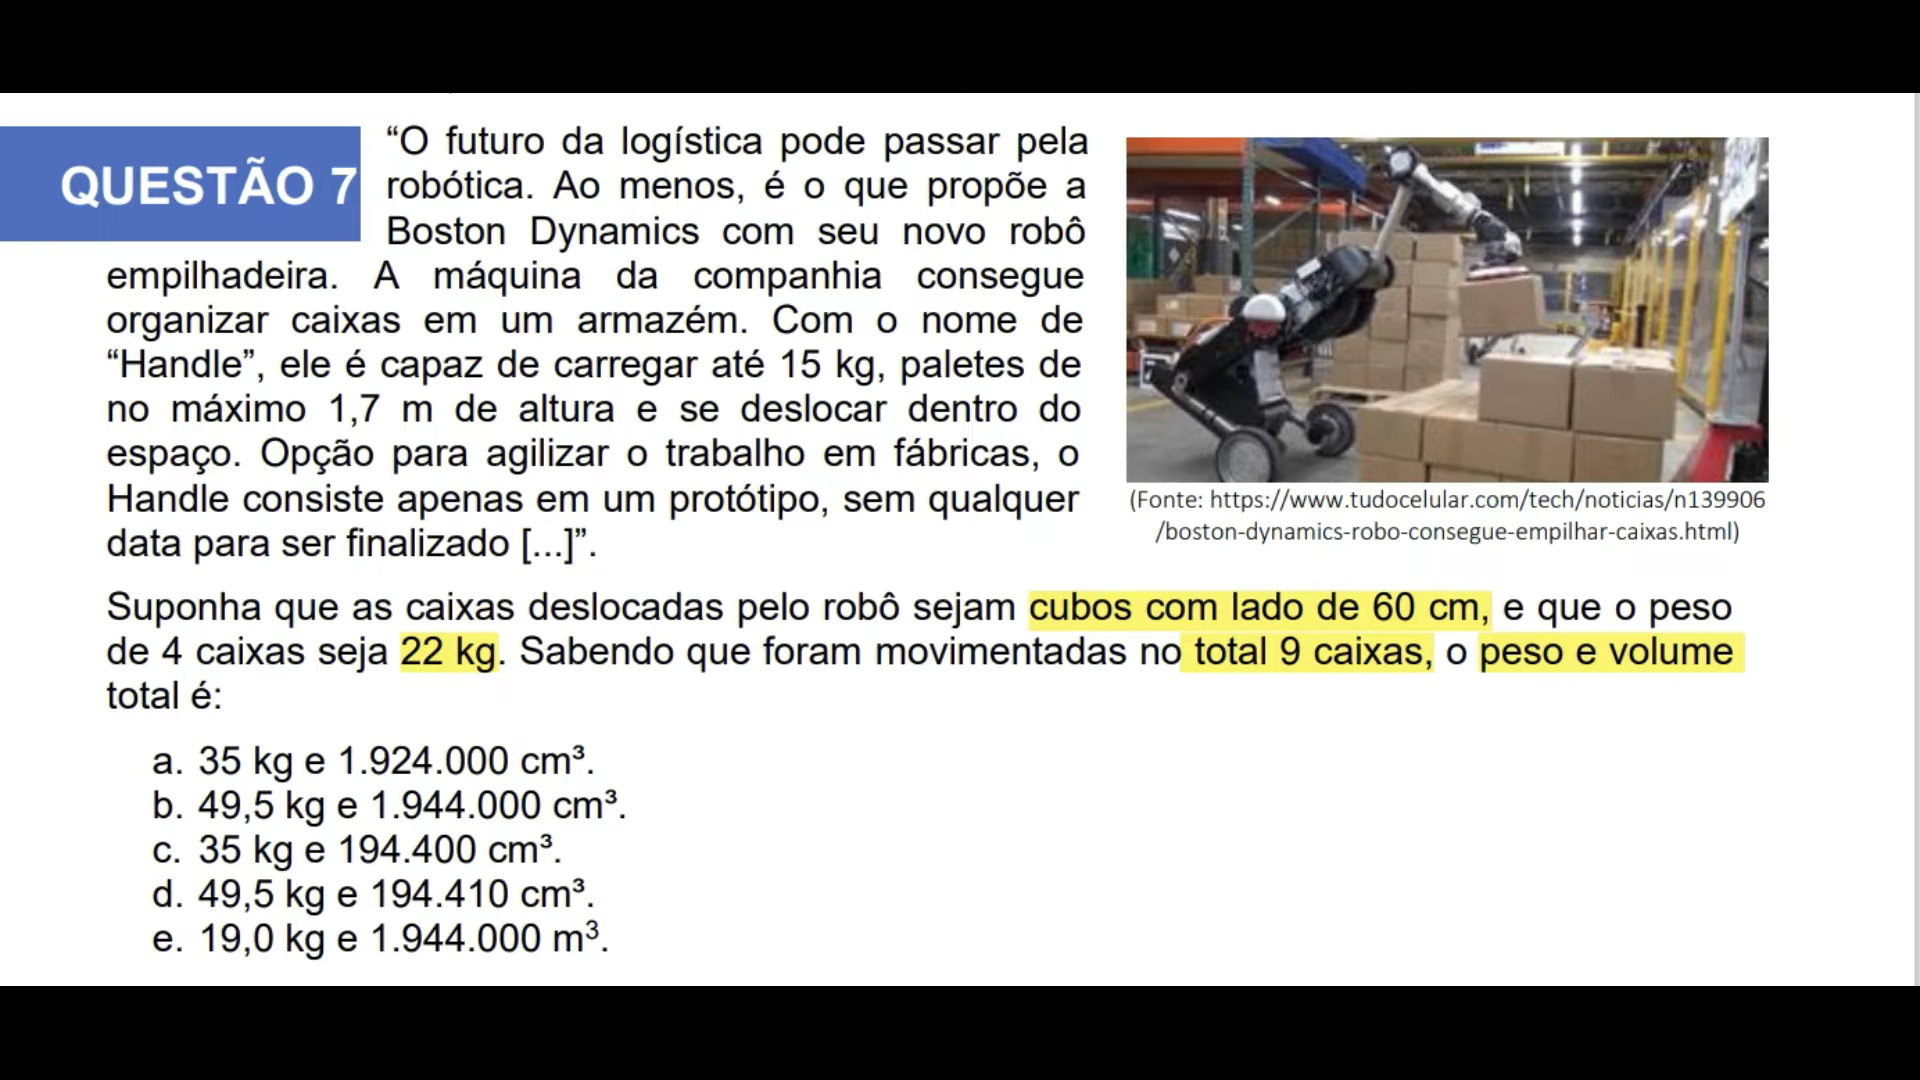 QUESTÃO 7
“O futuro da logística pode passar pela
robótica. Ao menos, é o que propõe a
Boston Dynamics com seu novo robô
empilhadeira. A máquina da companhia consegue
organizar caixas em um armazém. Com o nome de
“Handle”, ele é capaz de carregar até 15 kg, paletes de
no máximo 1,7 m de altura e se deslocar dentro do
espaço. Opção para agilizar o trabalho em fábricas, o
Handle consiste apenas em um protótipo, sem qualquer
data para ser finalizado [...]”.
(Fonte: https://www.tudocelular.com/tech/noticias/n139906
/boston-dynamics-robo-consegue-empilhar-caixas.html)
Suponha que as caixas deslocadas pelo robô sejam cubos com lado de 60 cm, e que o peso
de 4 caixas seja 22 kg. Sabendo que foram movimentadas no total 9 caixas, o peso e volume
total é:
a. 35 kg e 1.924.000 cm³.
b. 49,5 kg e 1.944.000 cm³.
c. 35 kg e 194.400 cm³.
d. 49,5 kg e 194.410 cm³.
e. 19,0 kg e 1.944.000 m³.